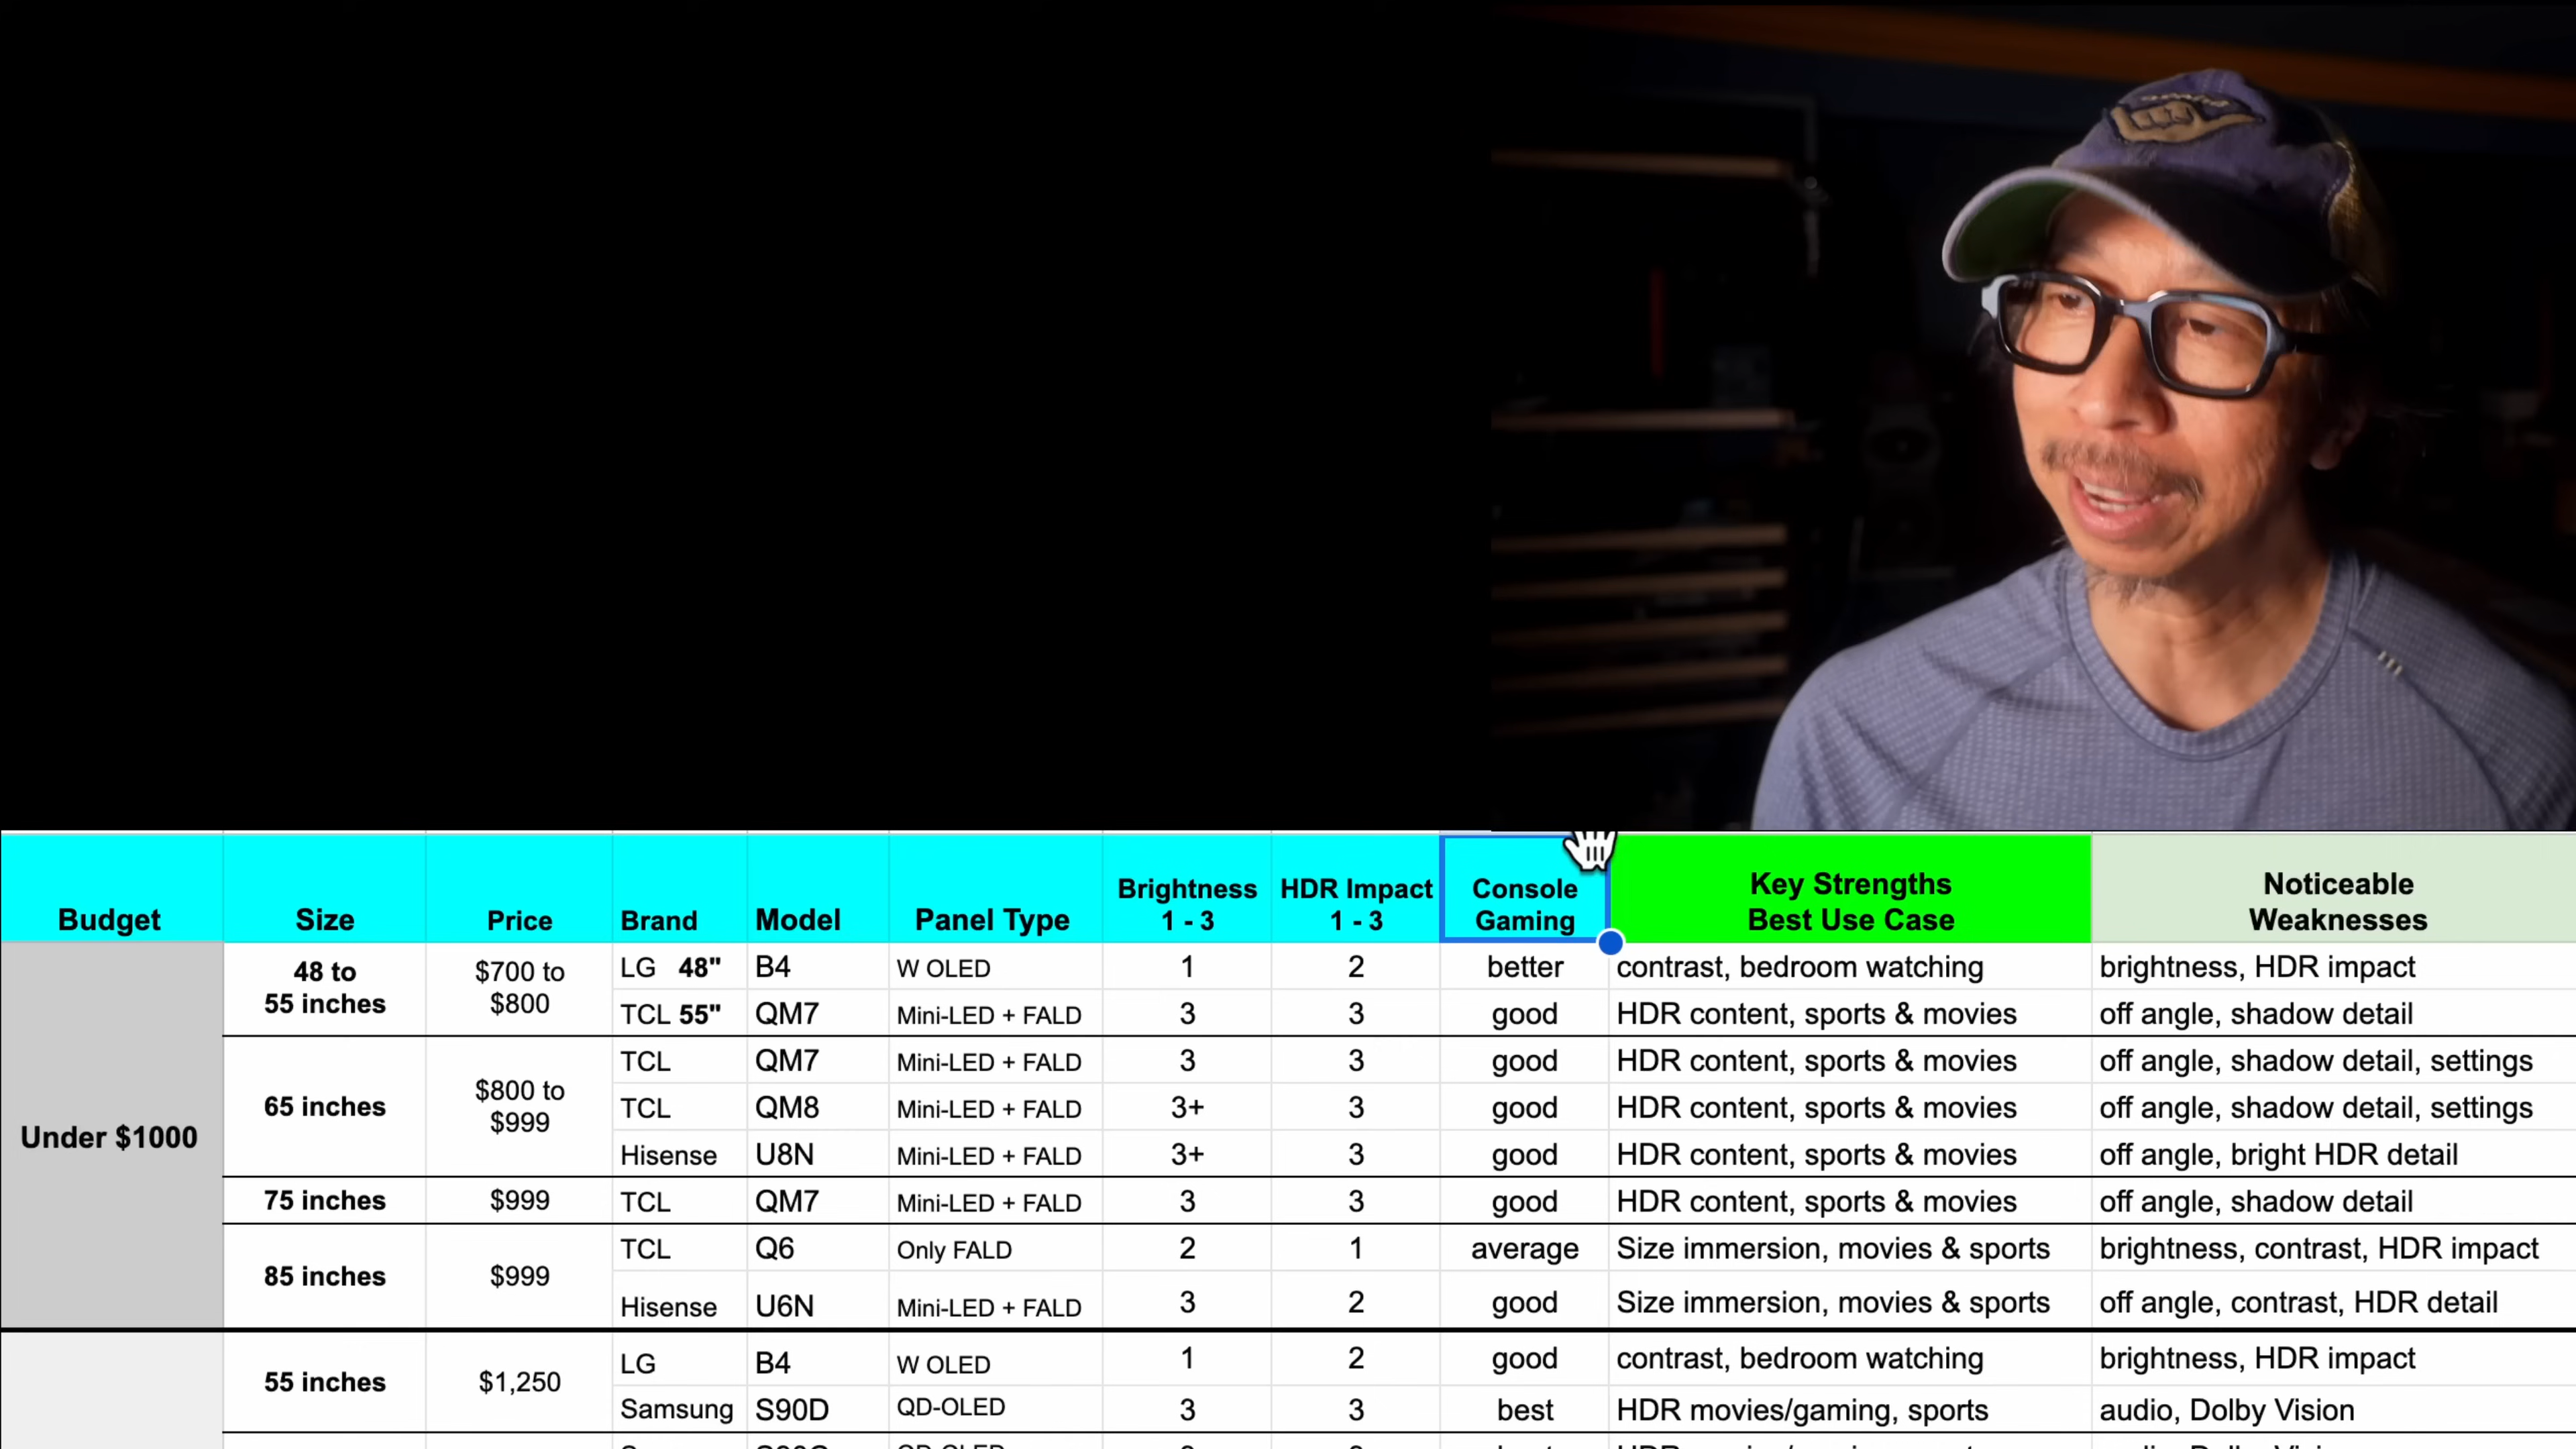 Budget
Size
Price
Brand
Model
Panel Type
Brightness
1 - 3
HDR Impact
1 - 3
Console
Gaming
Key Strengths
Best Use Case
Noticeable
Weaknesses
Under $1000
48 to
55 inches
$700 to
$800
LG 48" B4 W OLED 1 2 better contrast, bedroom watching brightness, HDR impact
TCL 55" QM7 Mini-LED + FALD 3 3 good HDR content, sports & movies off angle, shadow detail
65 inches
$800 to
$999
TCL QM7 Mini-LED + FALD 3 3 good HDR content, sports & movies off angle, shadow detail, settings
TCL QM8 Mini-LED + FALD 3+ 3 good HDR content, sports & movies off angle, shadow detail, settings
Hisense U8N Mini-LED + FALD 3+ 3 good HDR content, sports & movies off angle, bright HDR detail
75 inches $999 TCL QM7 Mini-LED + FALD 3 3 good HDR content, sports & movies off angle, shadow detail
85 inches
$999
TCL Q6 Only FALD 2 1 average Size immersion, movies & sports brightness, contrast, HDR impact
Hisense U6N Mini-LED + FALD 3 2 good Size immersion, movies & sports off angle, contrast, HDR detail
55 inches
$1,250
LG B4 W OLED 1 2 good contrast, bedroom watching brightness, HDR impact
Samsung S90D QD-OLED 3 3 best HDR movies/gaming, sports audio, Dolby Vision